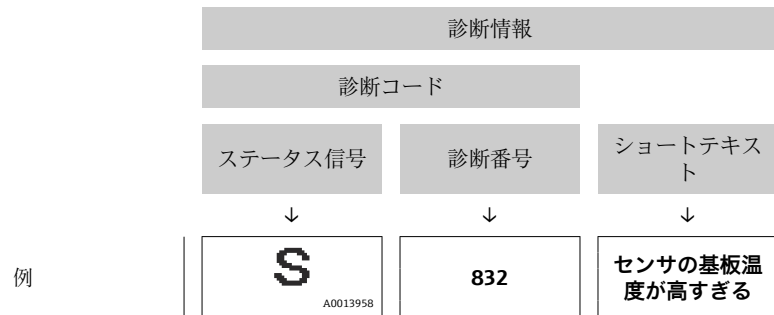 診断情報
診断コード
ステータス信号
診断番号
ショートテキス
ト
↓ ↓ ↓
例
S
A0013958
832
センサの基板温
度が高すぎる